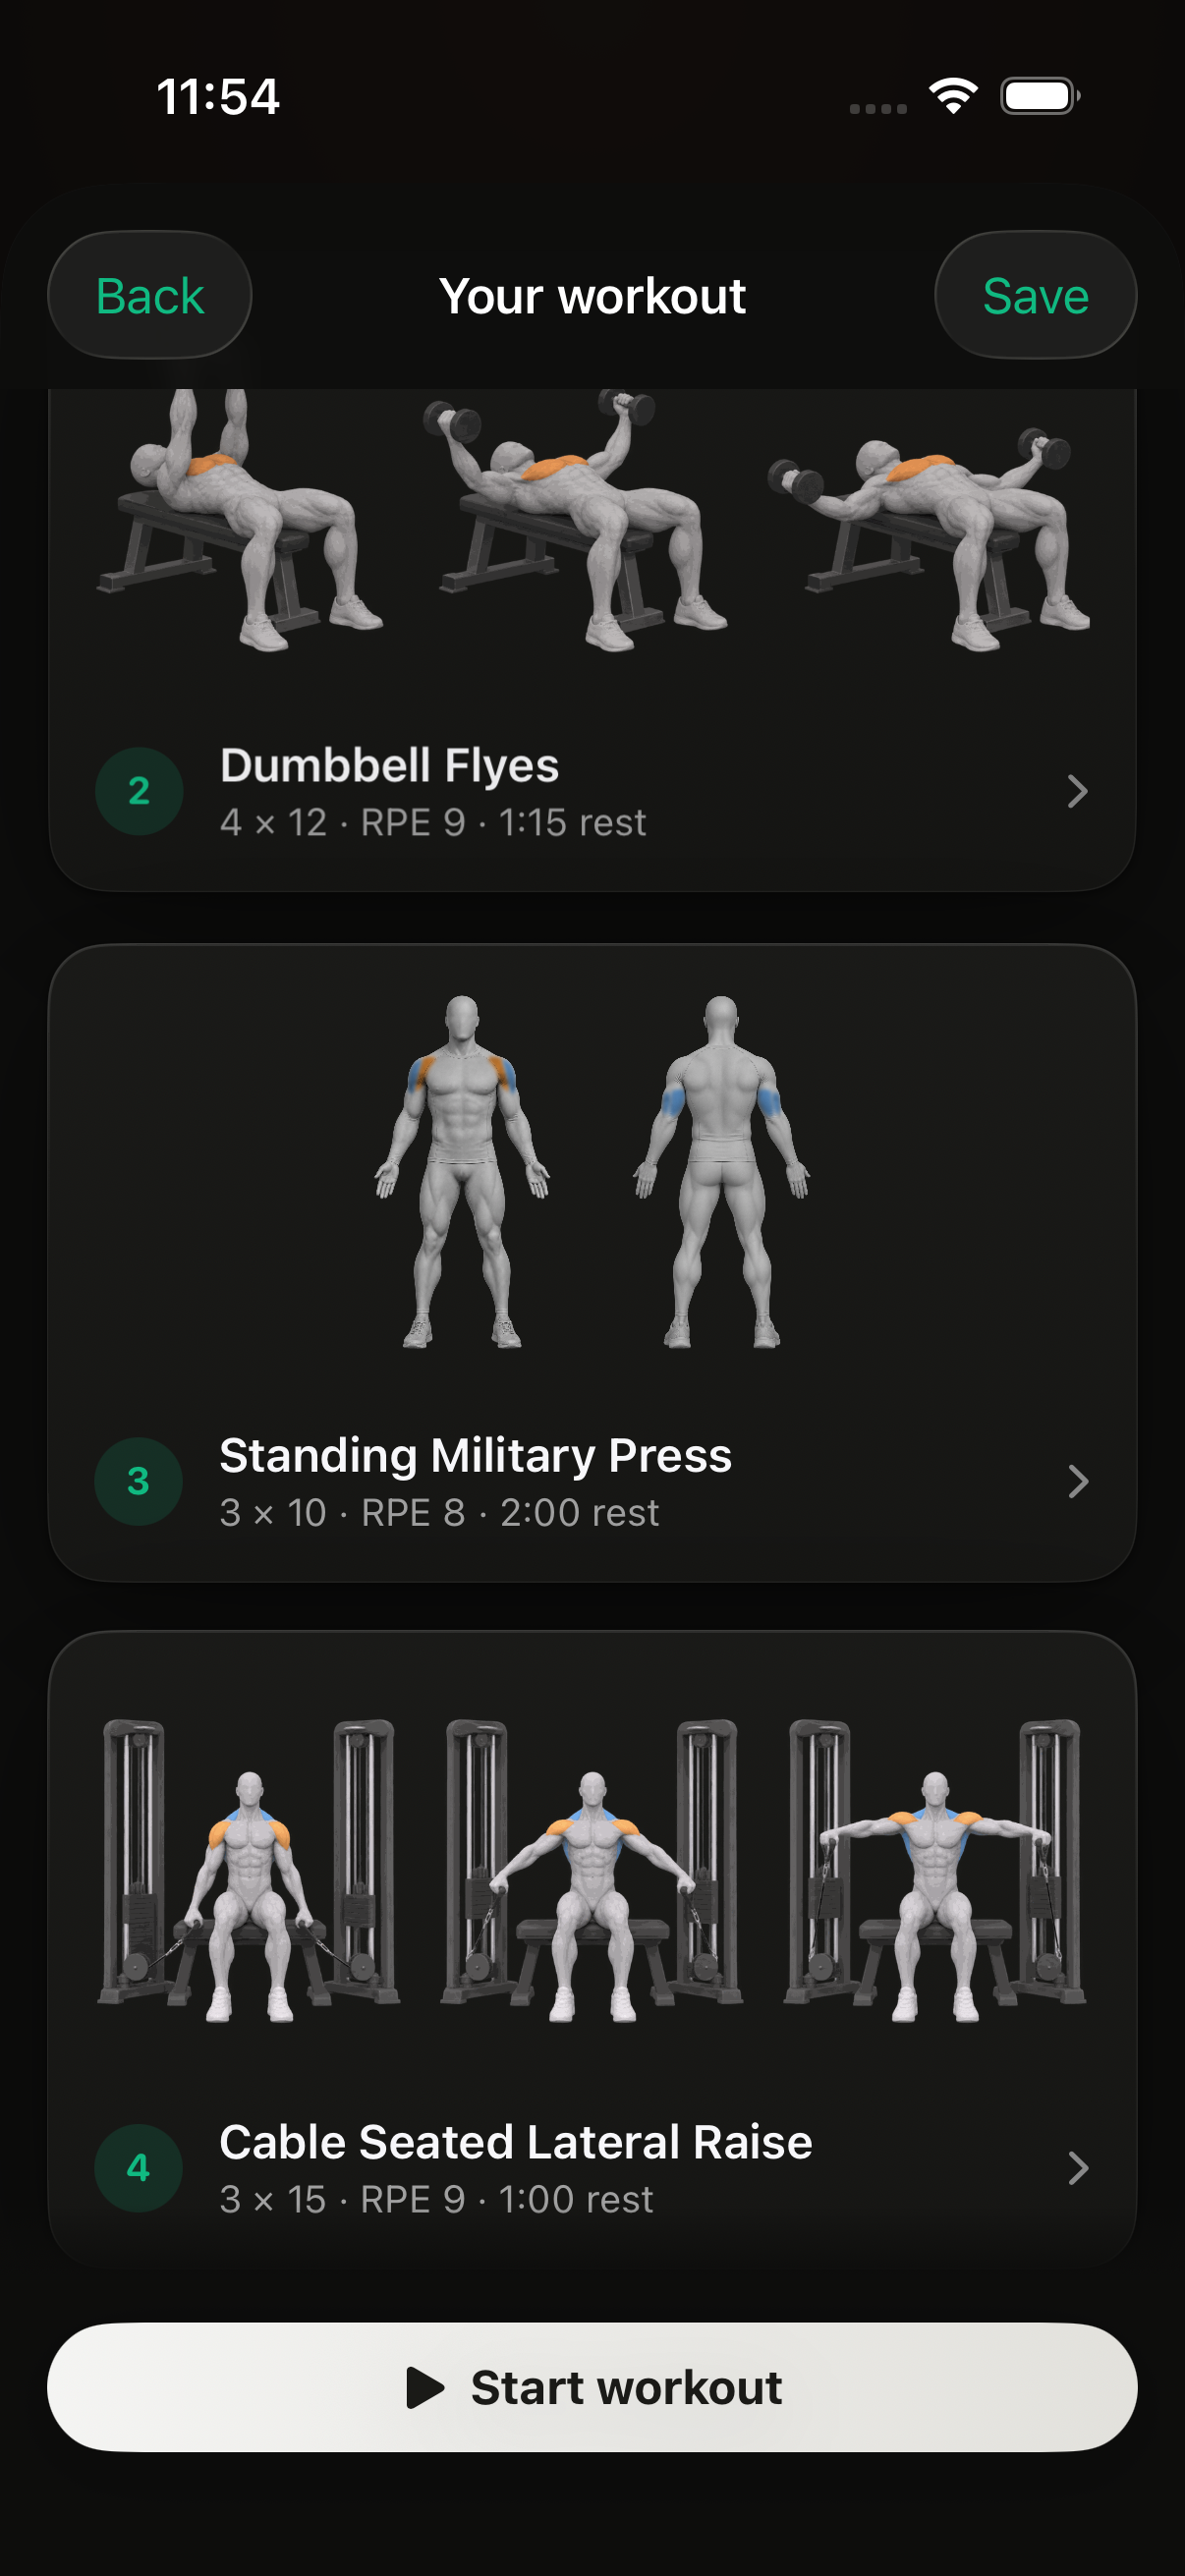 11:54
Back
Your workout
Save
2
Dumbbell Flyes
4 × 12 · RPE 9 · 1:15 rest
3
Standing Military Press
3 × 10 · RPE 8 · 2:00 rest
4
Cable Seated Lateral Raise
3 × 15 · RPE 9 · 1:00 rest
Start workout